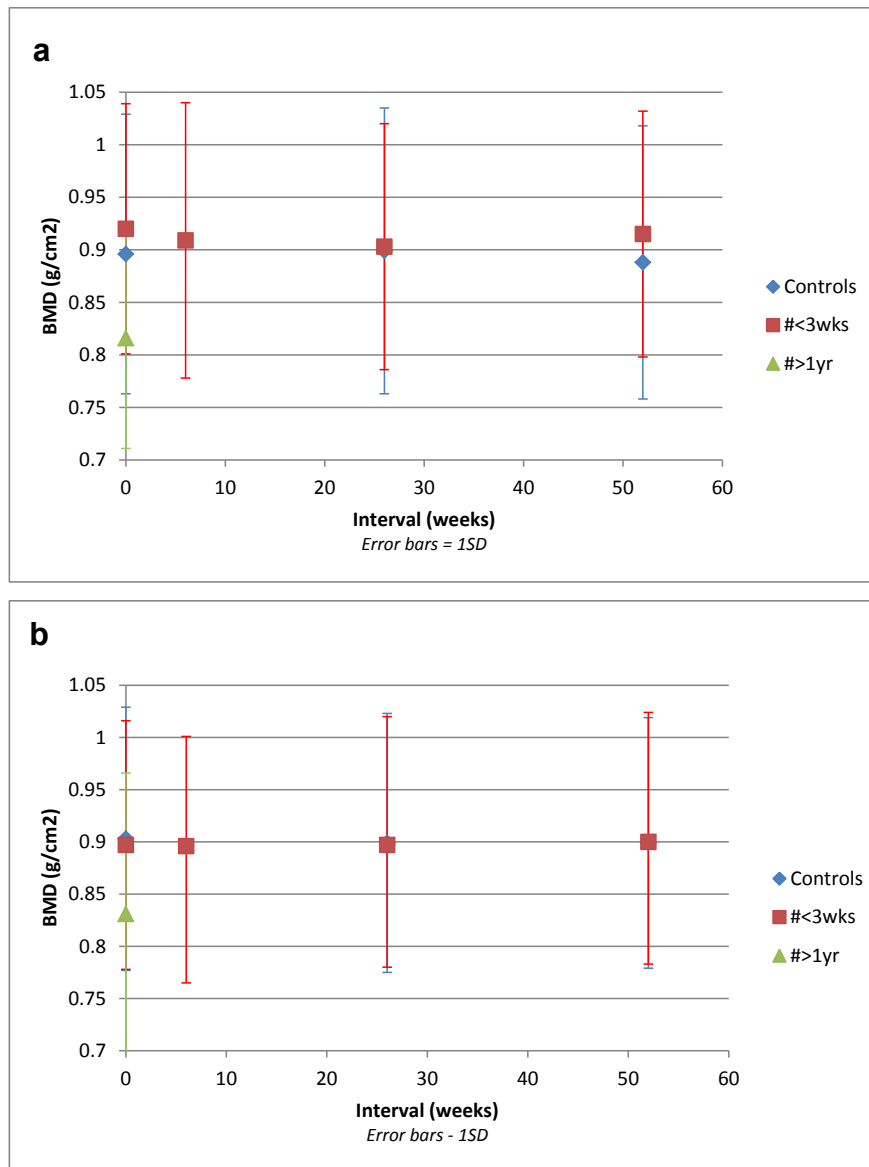 a
1.05
1
0.95
0.9
0.85
0.8
0.75
0.7
BMD (g/cm2)
0 10 20 30 40 50 60
Interval (weeks)
Error bars = 1SD
Controls
#<3wks
#>1yr
b
1.05
1
0.95
0.9
0.85
0.8
0.75
0.7
BMD (g/cm2)
0 10 20 30 40 50 60
Interval (weeks)
Error bars - 1SD
Controls
#<3wks
#>1yr